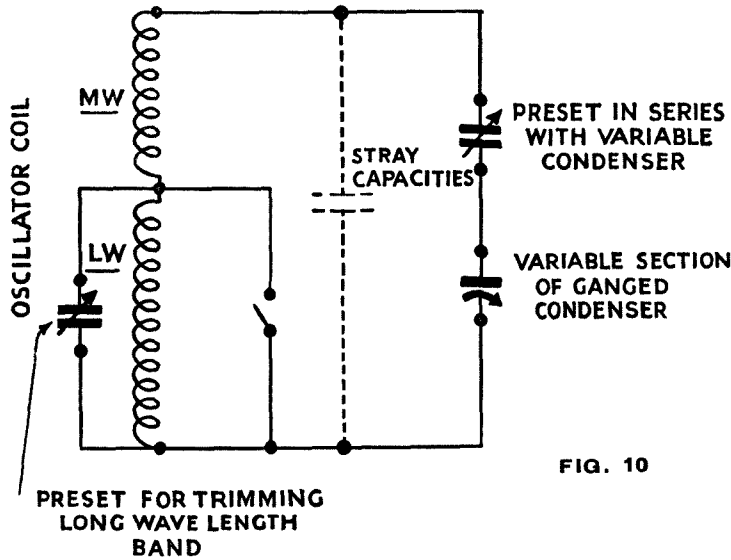 MW
OSCILLATOR COIL
LW
STRAY
CAPACITIES
PRESET IN SERIES
WITH VARIABLE
CONDENSER
VARIABLE SECTION
OF GANGED
CONDENSER
FIG. 10
PRESET FOR TRIMMING
LONG WAVE LENGTH
BAND